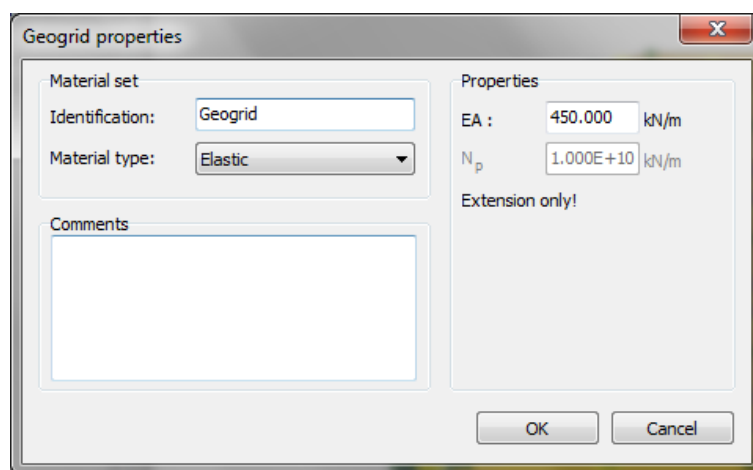 Geogrid properties
Material set
Identification: Geogrid
Material type: Elastic
Comments
Properties
EA : 450.000 kN/m
Np 1.000E+10 kN/m
Extension only!
OK Cancel